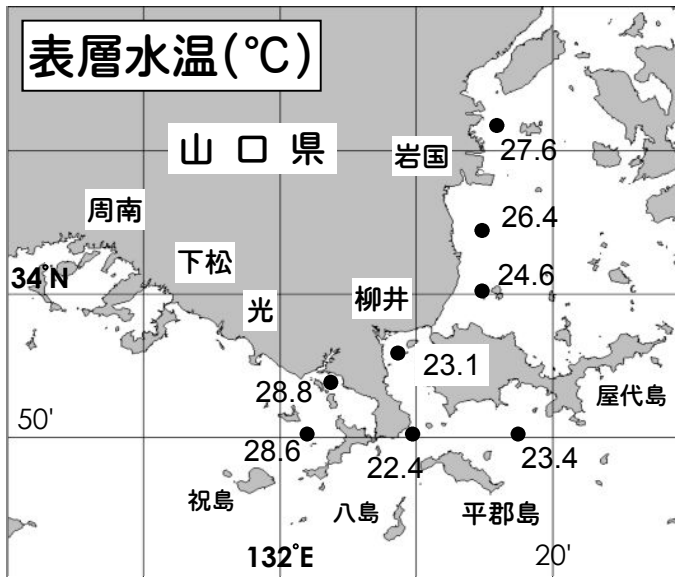 表層水温(℃)
山口県
岩国
27.6
周南
26.4
下松
34°N
24.6
光
柳井
23.1
28.8
屋代島
50'
28.6
22.4
23.4
祝島
八島
平郡島
132°E
20'